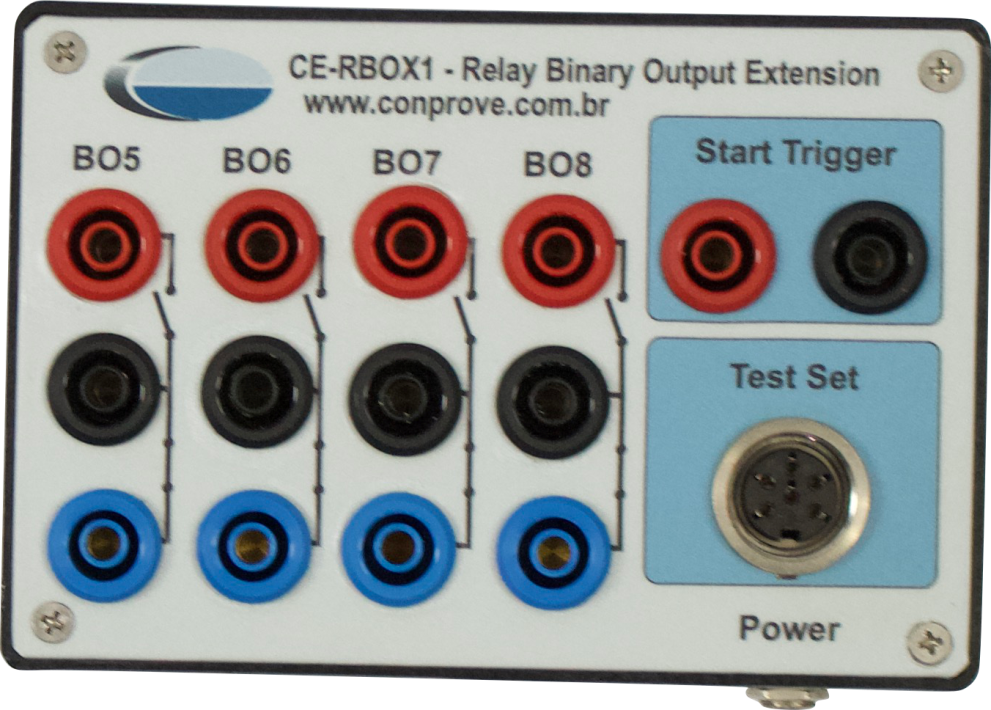 CE-RBOX1 - Relay Binary Output Extension
www.conprove.com.br
BO5 BO6 BO7 BO8
Start Trigger
Test Set
Power